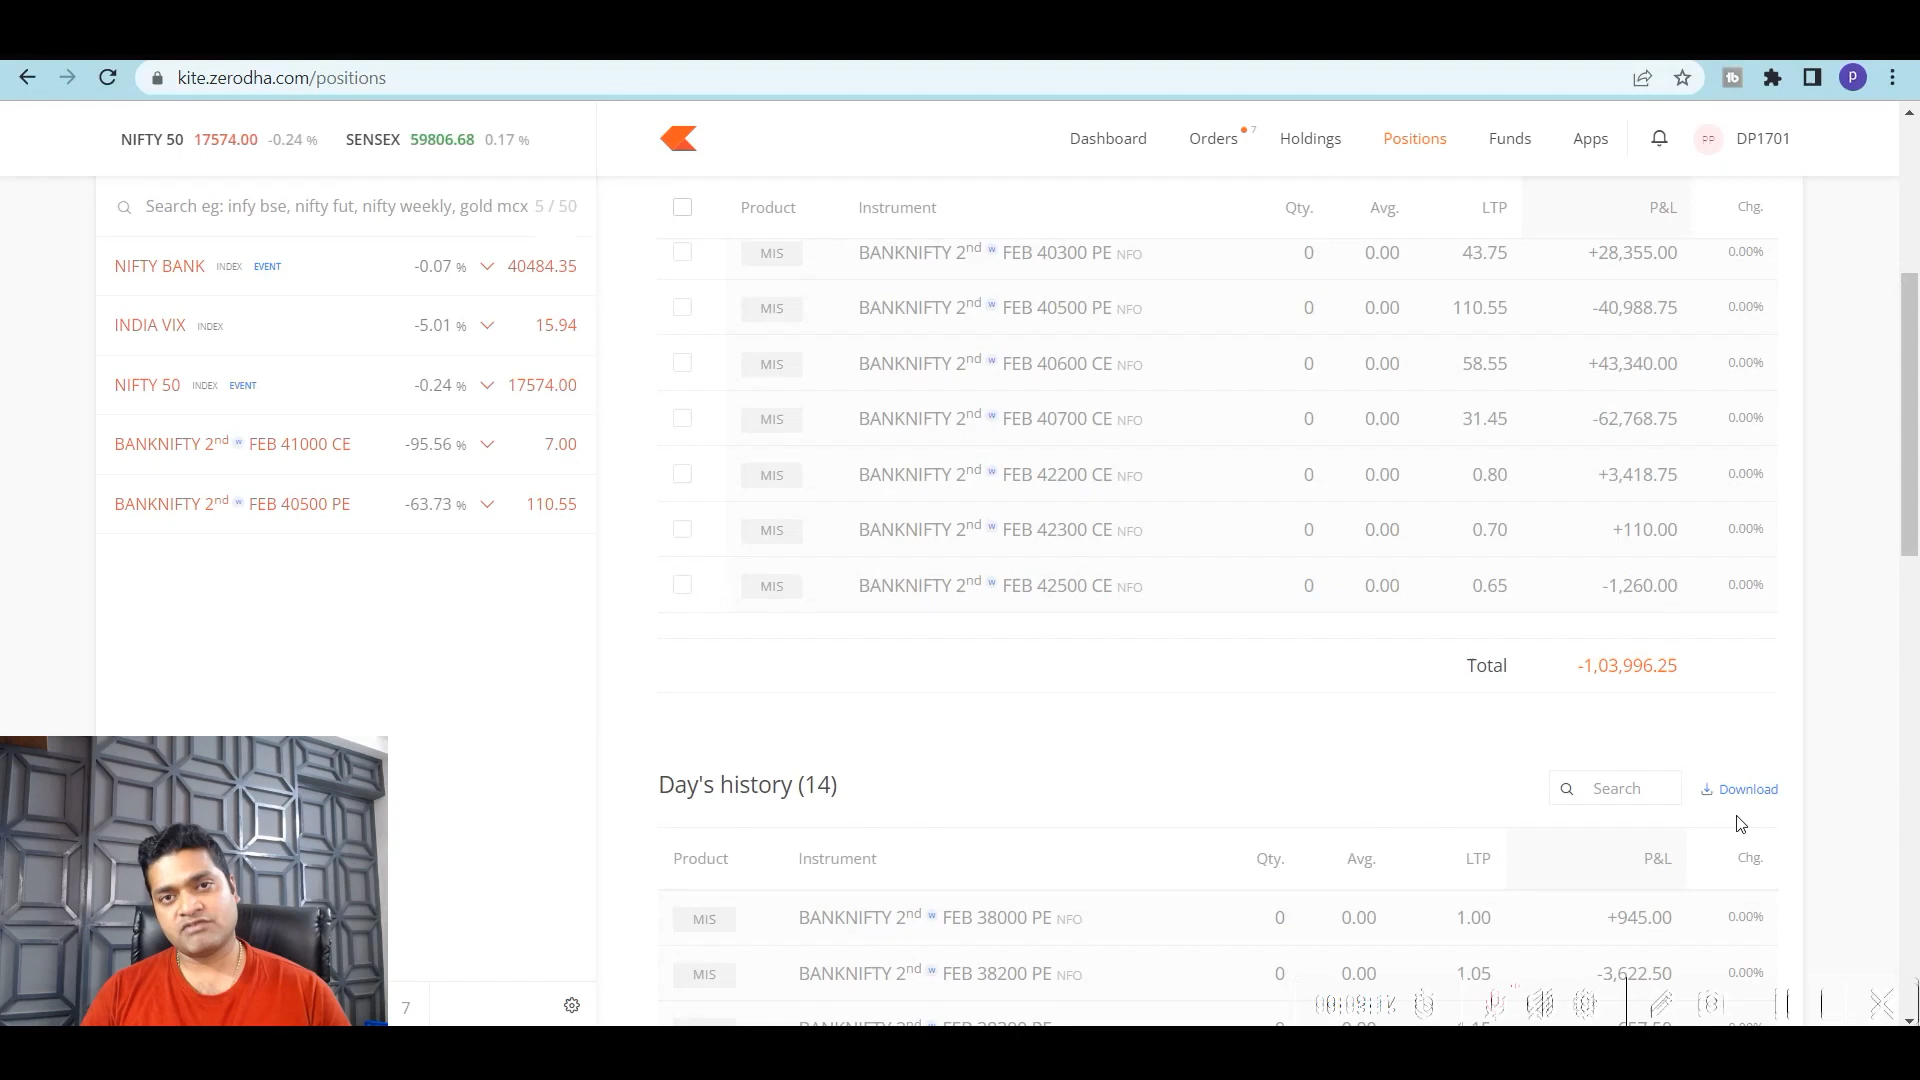 kite.zerodha.com/positions
NIFTY 50 17574.00 -0.24 % SENSEX 59806.68 0.17 %
Dashboard Orders 7 Holdings Positions Funds Apps PP DP1701
Search eg: infy bse, nifty fut, nifty weekly, gold mcx 5 / 50
NIFTY BANK INDEX EVENT -0.07 % 40484.35
INDIA VIX INDEX -5.01 % 15.94
NIFTY 50 INDEX EVENT -0.24 % 17574.00
BANKNIFTY 2nd w FEB 41000 CE -95.56 % 7.00
BANKNIFTY 2nd w FEB 40500 PE -63.73 % 110.55
7
Product Instrument Qty. Avg. LTP P&L Chg.
MIS BANKNIFTY 2nd w FEB 40300 PE NFO 0 0.00 43.75 +28,355.00 0.00%
MIS BANKNIFTY 2nd w FEB 40500 PE NFO 0 0.00 110.55 -40,988.75 0.00%
MIS BANKNIFTY 2nd w FEB 40600 CE NFO 0 0.00 58.55 +43,340.00 0.00%
MIS BANKNIFTY 2nd w FEB 40700 CE NFO 0 0.00 31.45 -62,768.75 0.00%
MIS BANKNIFTY 2nd w FEB 42200 CE NFO 0 0.00 0.80 +3,418.75 0.00%
MIS BANKNIFTY 2nd w FEB 42300 CE NFO 0 0.00 0.70 +110.00 0.00%
MIS BANKNIFTY 2nd w FEB 42500 CE NFO 0 0.00 0.65 -1,260.00 0.00%
Total -1,03,996.25
Day's history (14) Search Download
Product Instrument Qty. Avg. LTP P&L Chg.
MIS BANKNIFTY 2nd w FEB 38000 PE NFO 0 0.00 1.00 +945.00 0.00%
MIS BANKNIFTY 2nd w FEB 38200 PE NFO 0 0.00 1.05 -3,622.50 0.00%